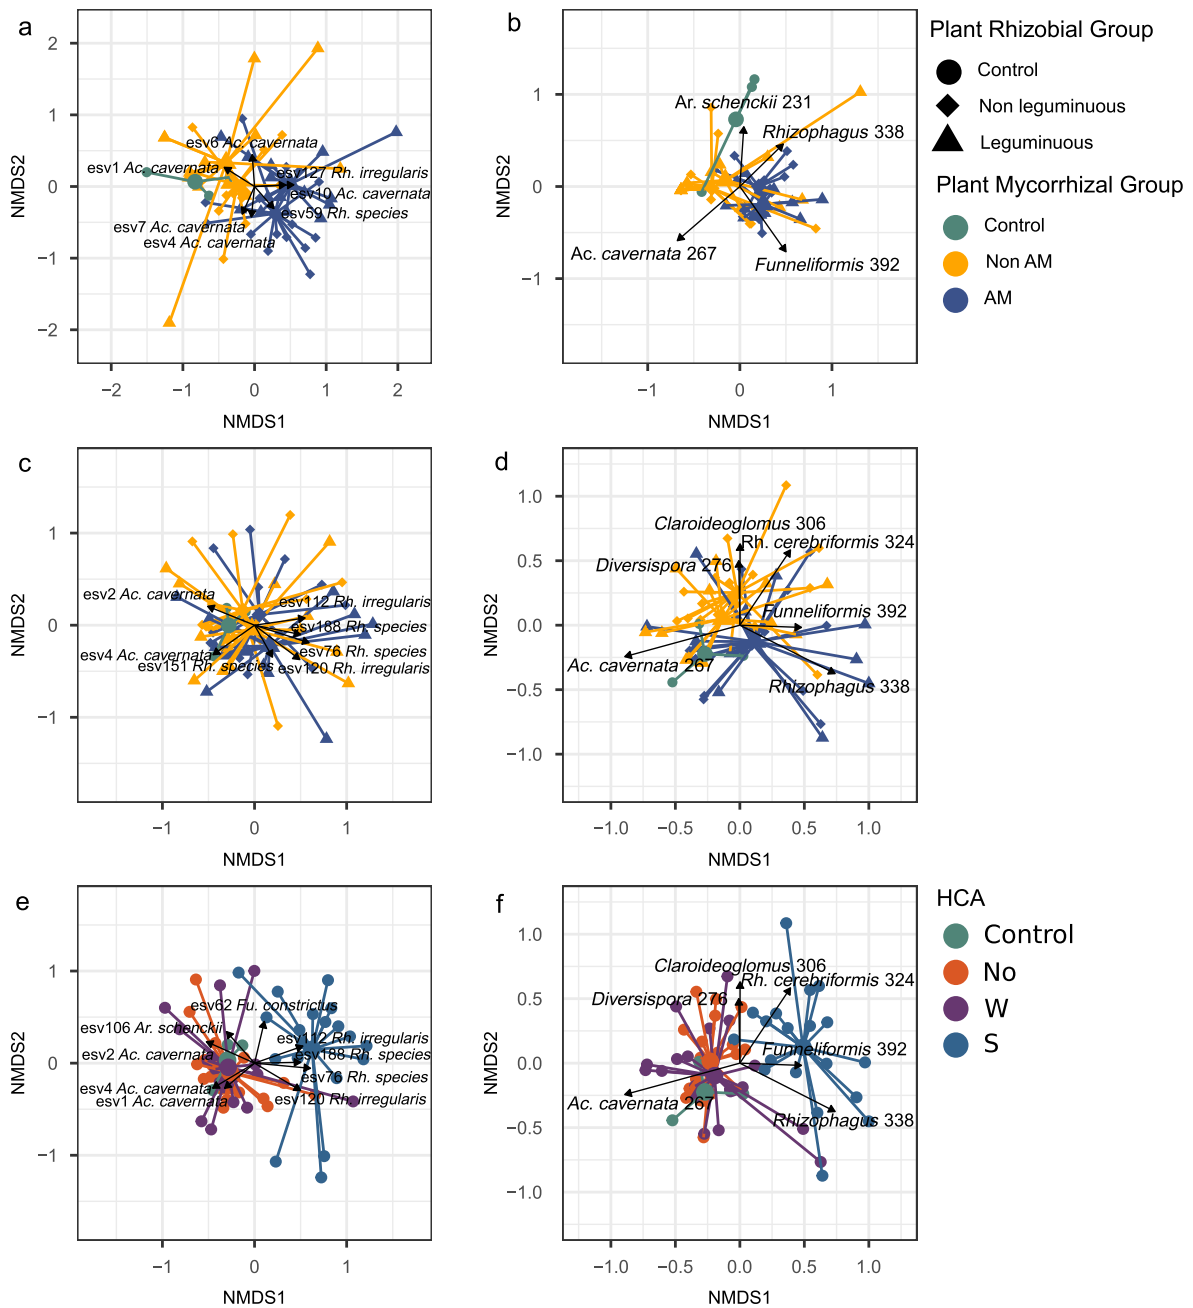 a
2
1
0
−1
−2
NMDS2
−2
−1
0
1
2
NMDS1
esv6 Ac. cavernata
esv1 Ac. cavernata
esv127 Rh. irregularis
esv10 Ac. cavernata
esv59 Rh. species
esv7 Ac. cavernata
esv4 Ac. cavernata
b
1
0
−1
NMDS2
−1
0
1
NMDS1
Ar. schenckii 231
Rhizophagus 338
Ac. cavernata 267
Funneliformis 392
Plant Rhizobial Group
Control
Non leguminuous
Leguminuous
Plant Mycorrhizal Group
Control
Non AM
AM
c
1
0
−1
NMDS2
−1
0
1
NMDS1
esv2 Ac. cavernata
esv112 Rh. irregularis
esv188 Rh. species
esv4 Ac. cavernata
esv76 Rh. species
esv151 Rh. species
esv120 Rh. irregularis
d
1.0
0.5
0.0
−0.5
−1.0
NMDS2
−1.0
−0.5
0.0
0.5
1.0
NMDS1
Claroideoglomus 306
Rh. cerebriformis 324
Diversispora 276
Funneliformis 392
Ac. cavernata 267
Rhizophagus 338
e
1
0
−1
NMDS2
−1
0
1
NMDS1
esv62 Fu. constrictus
esv106 Ar. schenckii
esv112 Rh. irregularis
esv2 Ac. cavernata
esv188 Rh. species
esv76 Rh. species
esv4 Ac. cavernata
esv1 Ac. cavernata
esv120 Rh. irregularis
f
1.0
0.5
0.0
−0.5
−1.0
NMDS2
−1.0
−0.5
0.0
0.5
1.0
NMDS1
Claroideoglomus 306
Rh. cerebriformis 324
Diversispora 276
Funneliformis 392
Ac. cavernata 267
Rhizophagus 338
HCA
Control
No
W
S